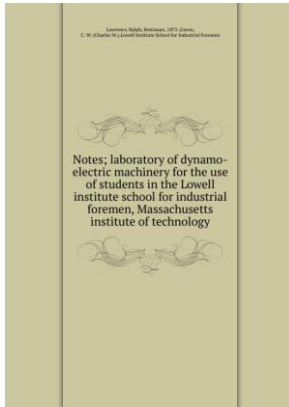 Lawrence, Ralph, Restieaux, 1873-,Green,
C. W. (Charles W.),Lowell Institute School for Industrial Foremen
Notes; laboratory of dynamo-
electric machinery for the use
of students in the Lowell
institute school for industrial
foremen, Massachusetts
institute of technology